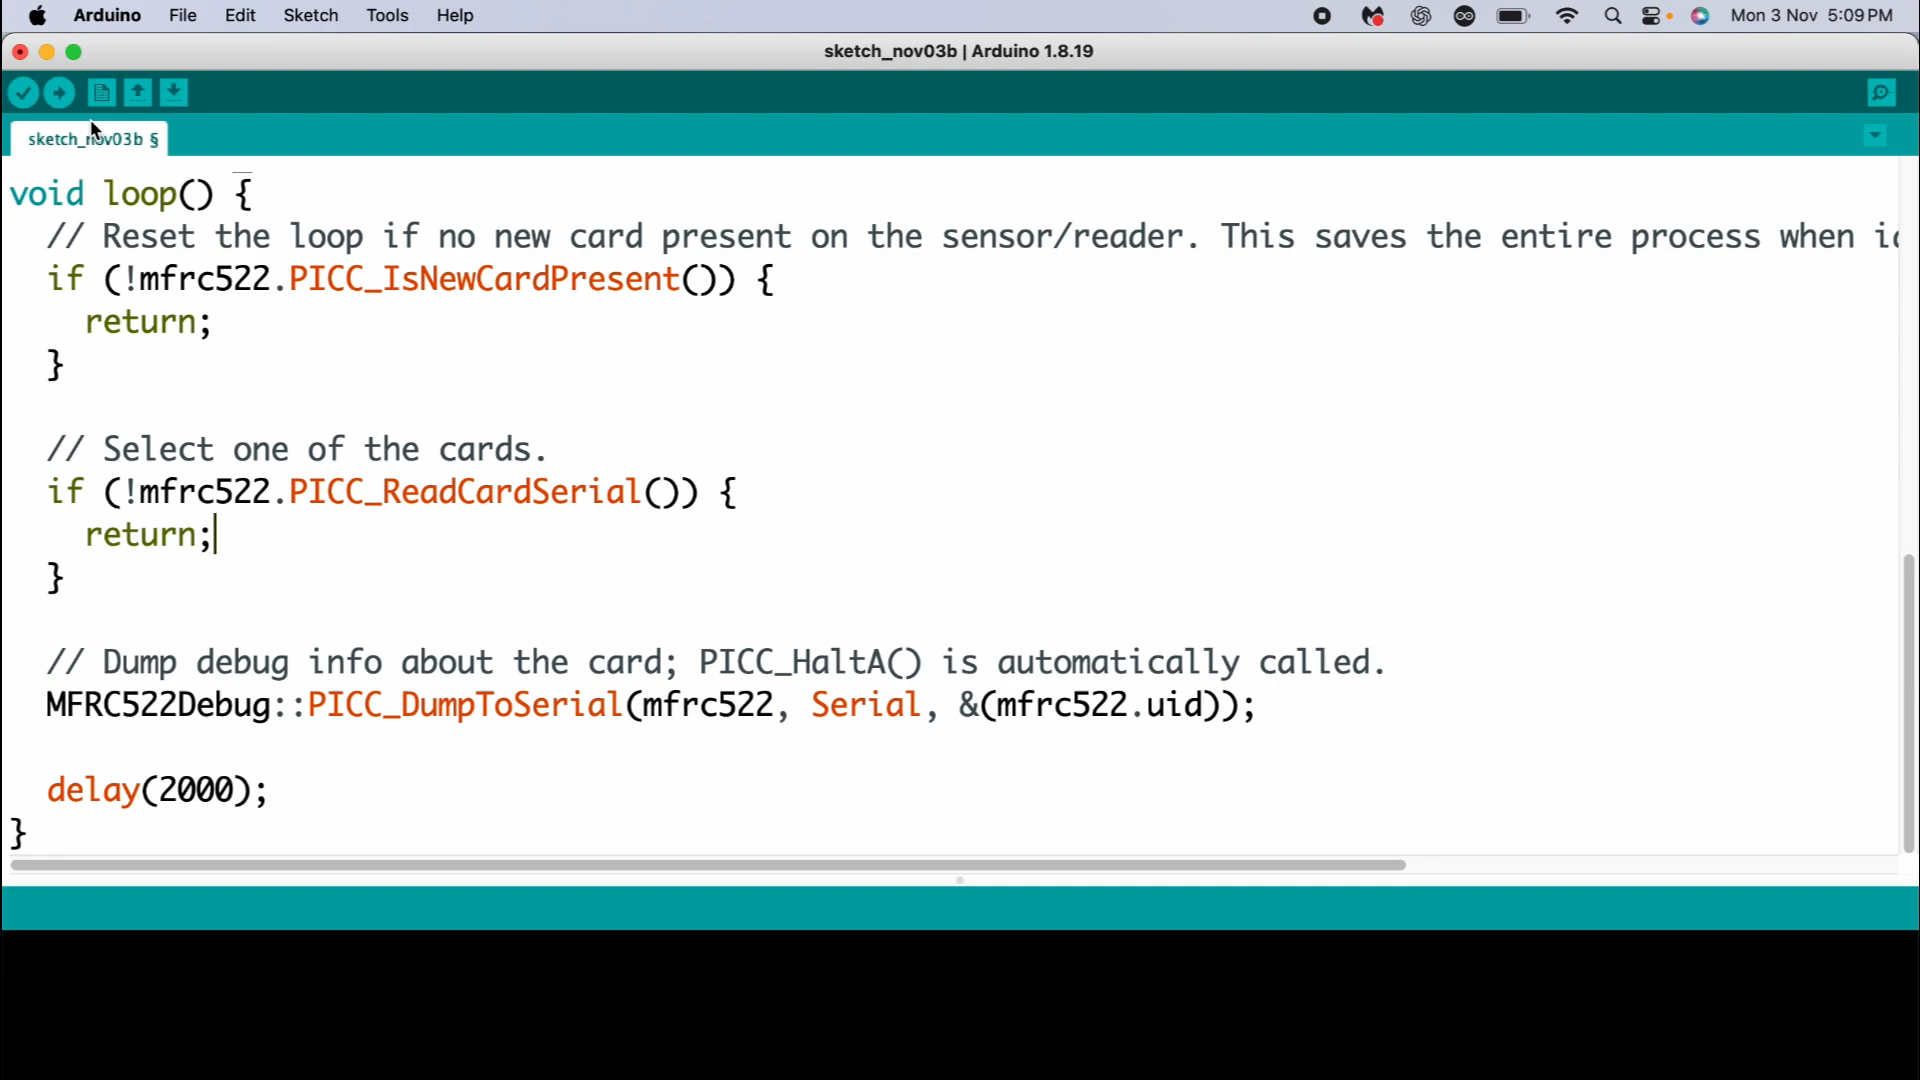 Arduino File Edit Sketch Tools Help Mon 3 Nov 5:09 PM
sketch_nov03b | Arduino 1.8.19
sketch_nov03b §
void loop() {
// Reset the loop if no new card present on the sensor/reader. This saves the entire process when
if (!mfrc522.PICC_IsNewCardPresent()) {
return;
}
// Select one of the cards.
if (!mfrc522.PICC_ReadCardSerial()) {
return;
}
// Dump debug info about the card; PICC_HaltA() is automatically called.
MFRC522Debug::PICC_DumpToSerial(mfrc522, Serial, &(mfrc522.uid));
delay(2000);
}